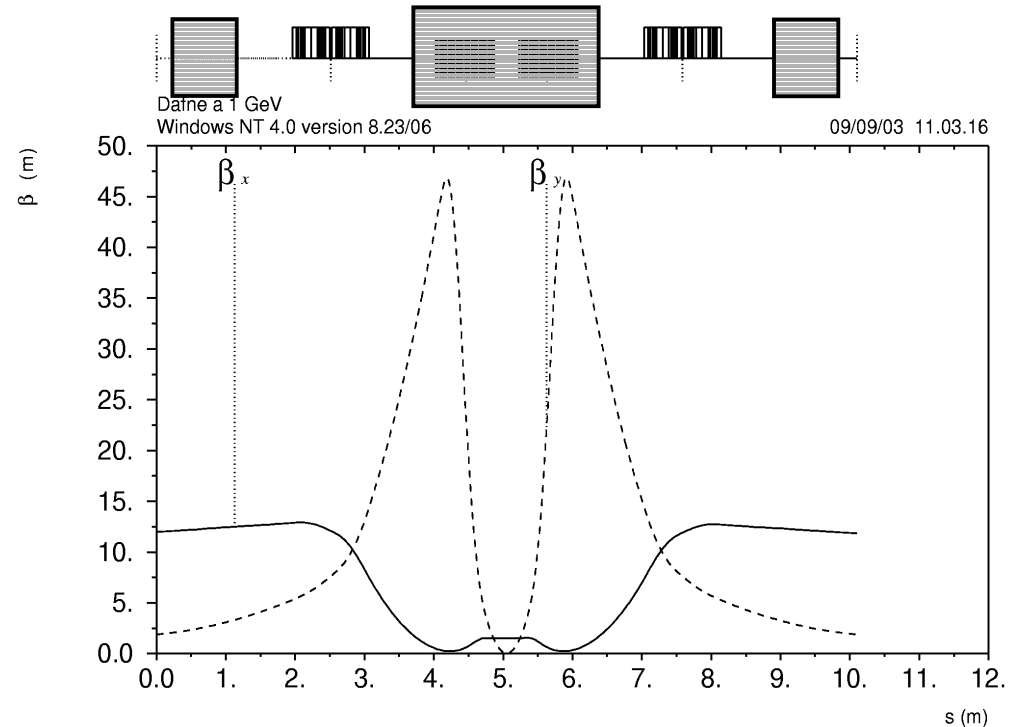 Dafne a 1 GeV
Windows NT 4.0 version 8.23/06 09/09/03 11.03.16
β (m)
βx βy
50.
45.
40.
35.
30.
25.
20.
15.
10.
5.
0.0
0.0 1. 2. 3. 4. 5. 6. 7. 8. 9. 10. 11. 12.
s (m)